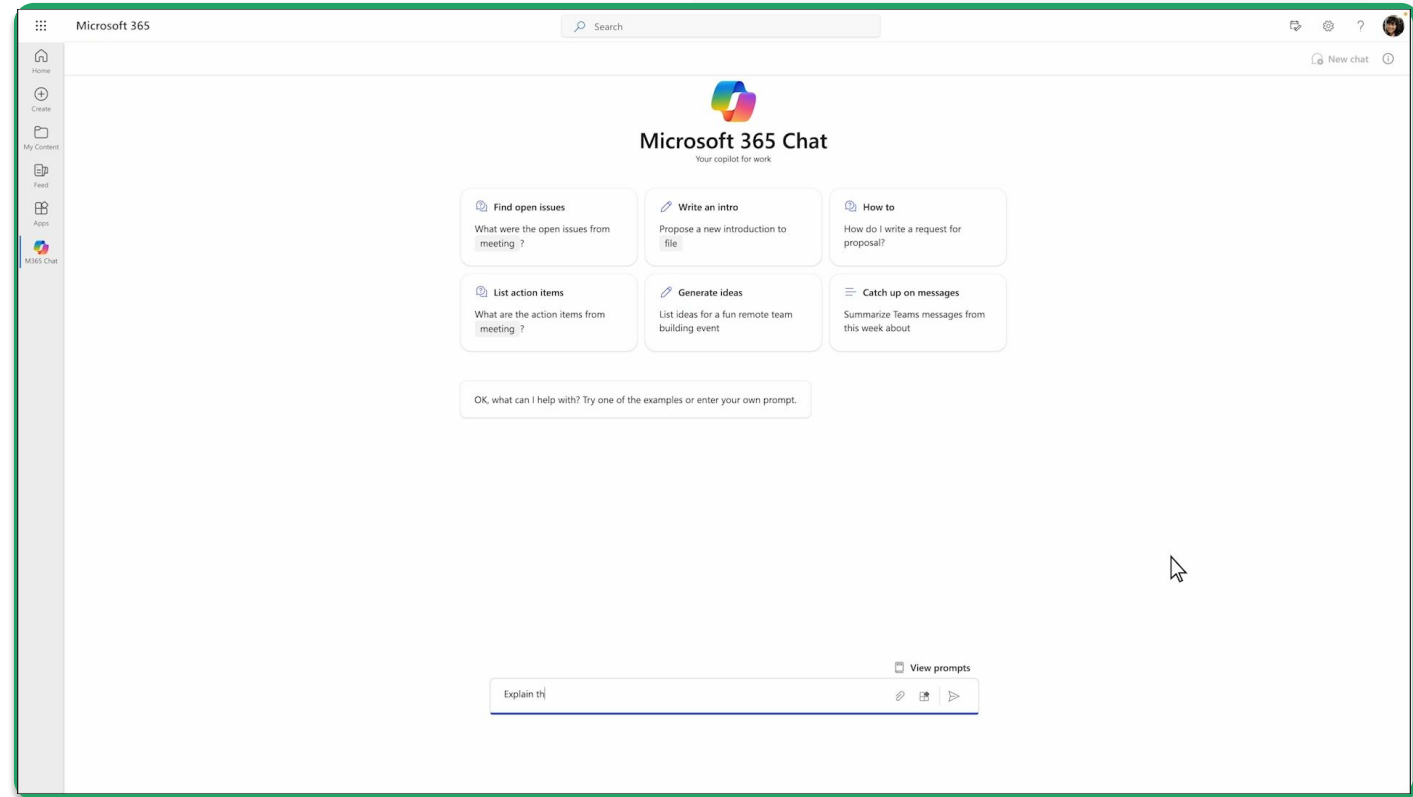 Microsoft 365
Search
Home
Create
My Content
Feed
Apps
M365 Chat
New chat
Microsoft 365 Chat
Your copilot for work
Find open issues
What were the open issues from
meeting ?
Write an intro
Propose a new introduction to
file
How to
How do I write a request for
proposal?
List action items
What are the action items from
meeting ?
Generate ideas
List ideas for a fun remote team
building event
Catch up on messages
Summarize Teams messages from
this week about
OK, what can I help with? Try one of the examples or enter your own prompt.
View prompts
Explain th